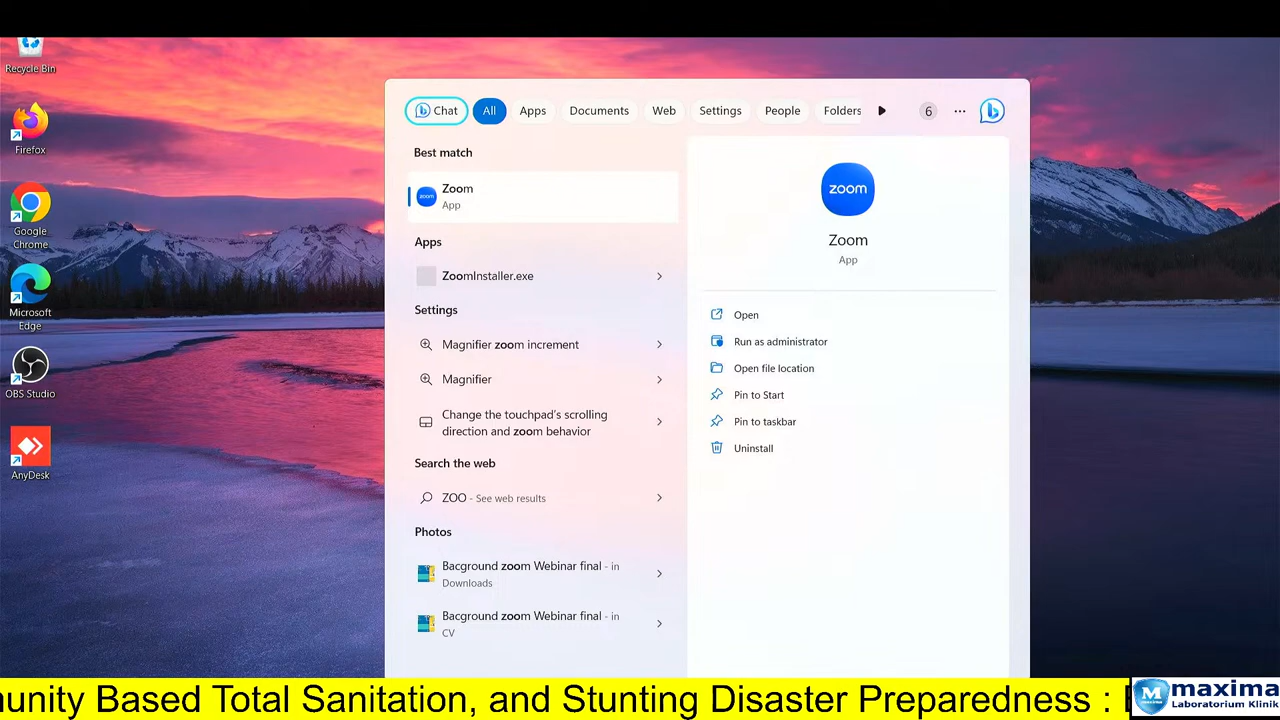 Recycle Bin
Firefox
Google
Chrome
Microsoft
Edge
OBS Studio
AnyDesk
Chat
All
Apps
Documents
Web
Settings
People
Folders
6
Best match
Zoom
App
Apps
ZoomInstaller.exe
Settings
Magnifier zoom increment
Magnifier
Change the touchpad's scrolling
direction and zoom behavior
Search the web
ZOO - See web results
Photos
Bacground zoom Webinar final - in
Downloads
Bacground zoom Webinar final - in
CV
zoom
Zoom
App
Open
Run as administrator
Open file location
Pin to Start
Pin to taskbar
Uninstall
Based Total Sanitation, and Stunting Disaster Preparedness :
maxima
Laboratorium Klinik